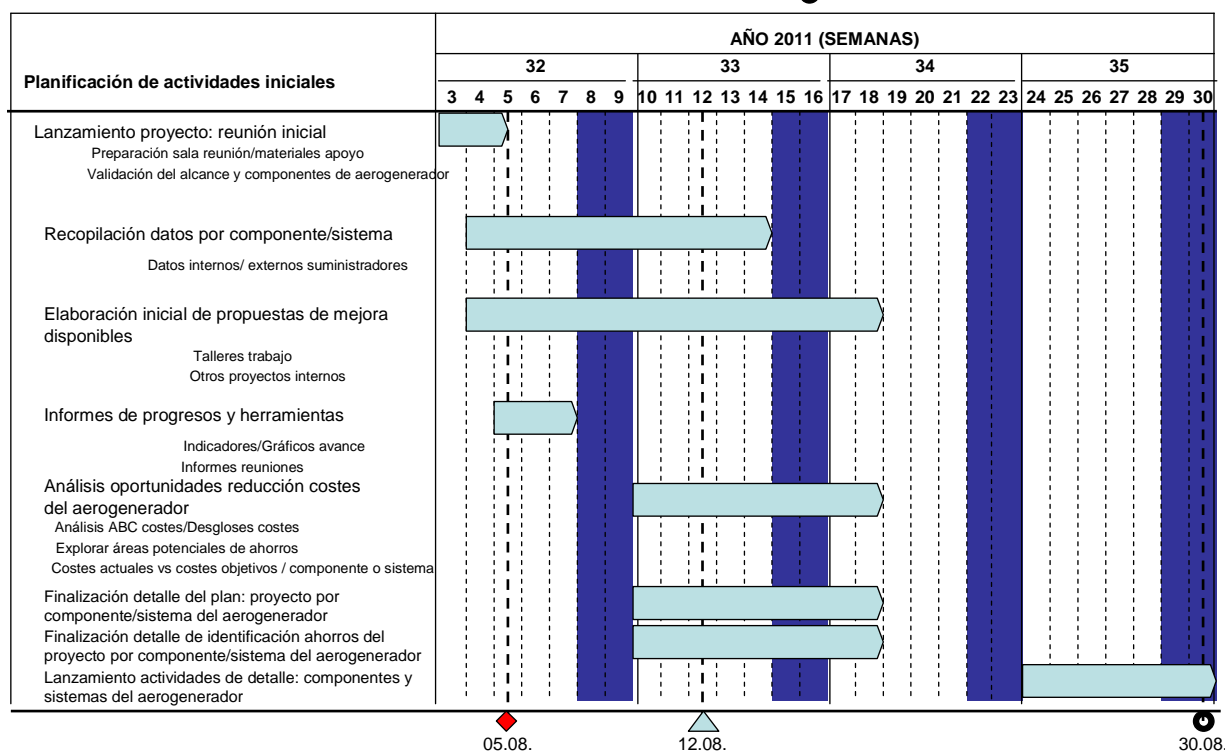 AÑO 2011 (SEMANAS)
Planificación de actividades iniciales
32 33 34 35
3 4 5 6 7 8 9 10 11 12 13 14 15 16 17 18 19 20 21 22 23 24 25 26 27 28 29 30
Lanzamiento proyecto: reunión inicial
Preparación sala reunión/materiales apoyo
Validación del alcance y componentes de aerogenerador
Recopilación datos por componente/sistema
Datos internos/ externos suministradores
Elaboración inicial de propuestas de mejora
disponibles
Talleres trabajo
Otros proyectos internos
Informes de progresos y herramientas
Indicadores/Gráficos avance
Informes reuniones
Análisis oportunidades reducción costes
del aerogenerador
Análisis ABC costes/Desgloses costes
Explorar áreas potenciales de ahorros
Costes actuales vs costes objetivos / componente o sistema
Finalización detalle del plan: proyecto por
componente/sistema del aerogenerador
Finalización detalle de identificación ahorros del
proyecto por componente/sistema del aerogenerador
Lanzamiento actividades de detalle: componentes y
sistemas del aerogenerador
05.08. 12.08. 30.08.